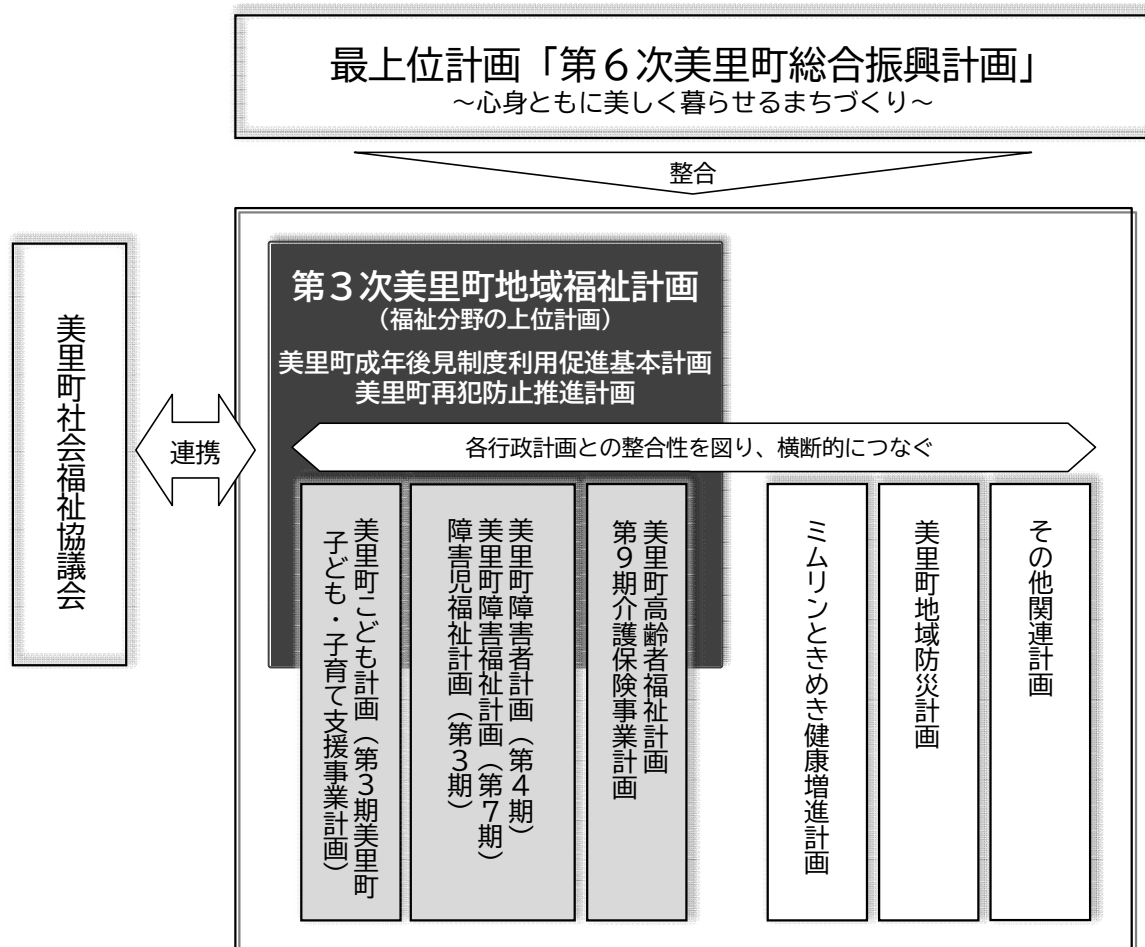 最上位計画「第６次美里町総合振興計画」
～心身ともに美しく暮らせるまちづくり～
整合
美里町社会福祉協議会
連携
第３次美里町地域福祉計画
（福祉分野の上位計画）
美里町成年後見制度利用促進基本計画
美里町再犯防止推進計画
各行政計画との整合性を図り、横断的につなぐ
美里町こども計画（第３期美里町
子ども・子育て支援事業計画）
美里町障害者計画（第４期）
美里町障害福祉計画（第７期）
障害児福祉計画（第３期）
美里町高齢者福祉計画
第９期介護保険事業計画
ミムリンときめき健康増進計画
美里町地域防災計画
その他関連計画